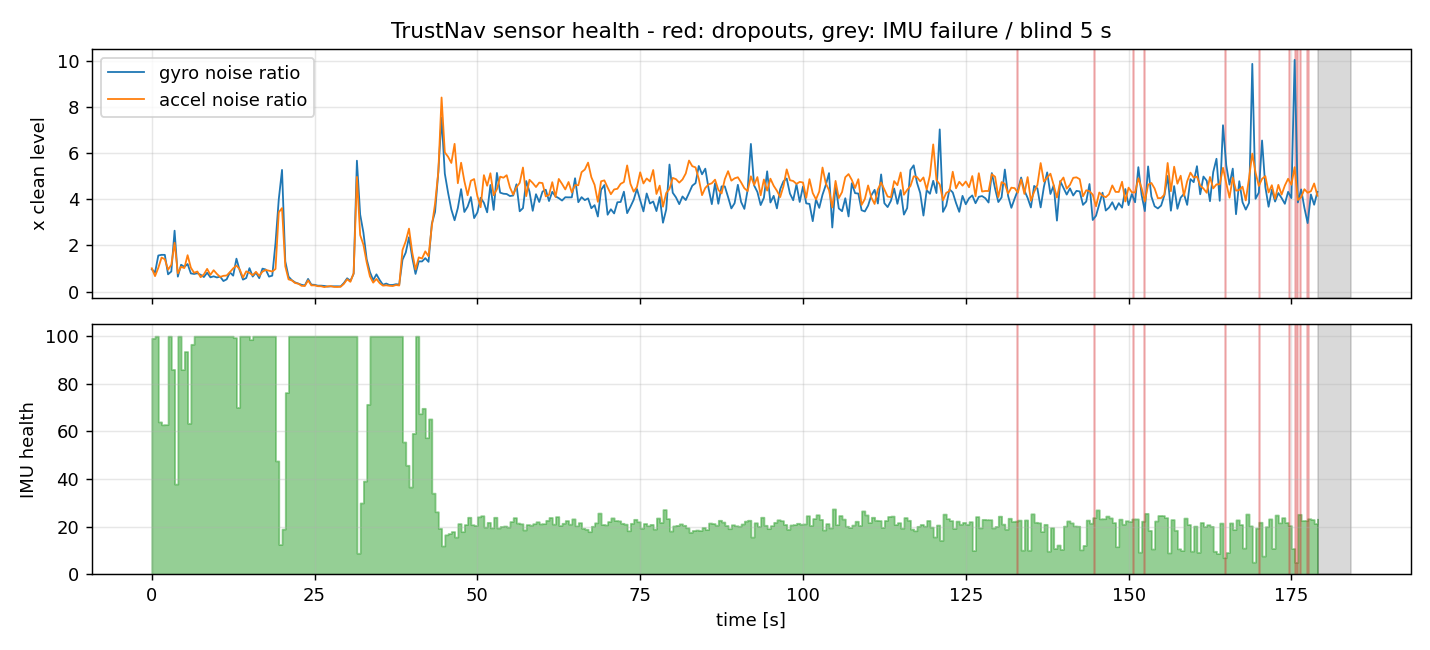 TrustNav sensor health - red: dropouts, grey: IMU failure / blind 5 s
gyro noise ratio
accel noise ratio
x clean level
10
8
6
4
2
0
IMU health
100
80
60
40
20
0
0 25 50 75 100 125 150 175
time [s]